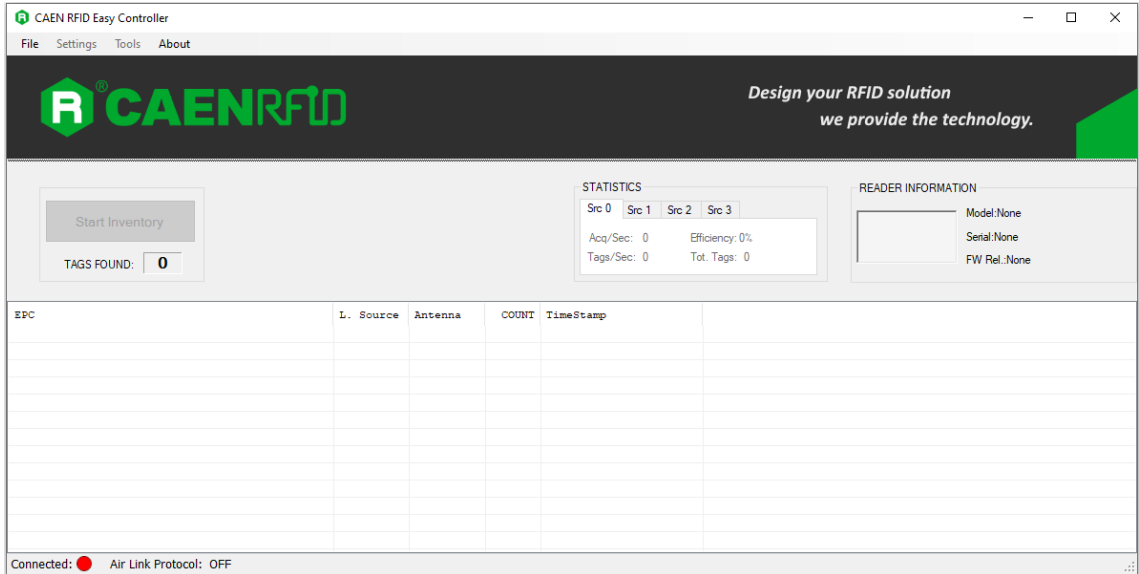 CAEN RFID Easy Controller
File Settings Tools About
R®CAENRFID
Design your RFID solution
we provide the technology.
Start Inventory
TAGS FOUND: 0
STATISTICS
Src 0 Src 1 Src 2 Src 3
Acq/Sec: 0 Efficiency: 0%
Tags/Sec: 0 Tot. Tags: 0
READER INFORMATION
Model:None
Serial:None
FW Rel.:None
EPC L. Source Antenna COUNT TimeStamp
Connected: Air Link Protocol: OFF